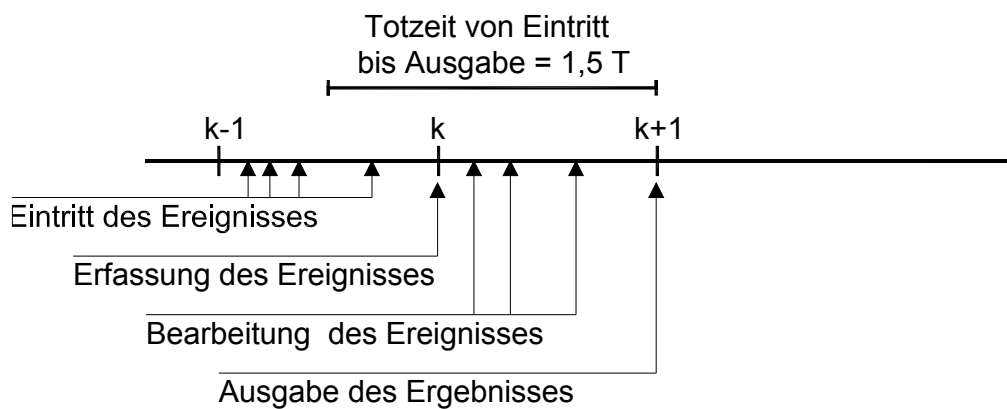 Totzeit von Eintritt
bis Ausgabe = 1,5 T
k-1 k k+1
Eintritt des Ereignisses
Erfassung des Ereignisses
Bearbeitung des Ereignisses
Ausgabe des Ergebnisses